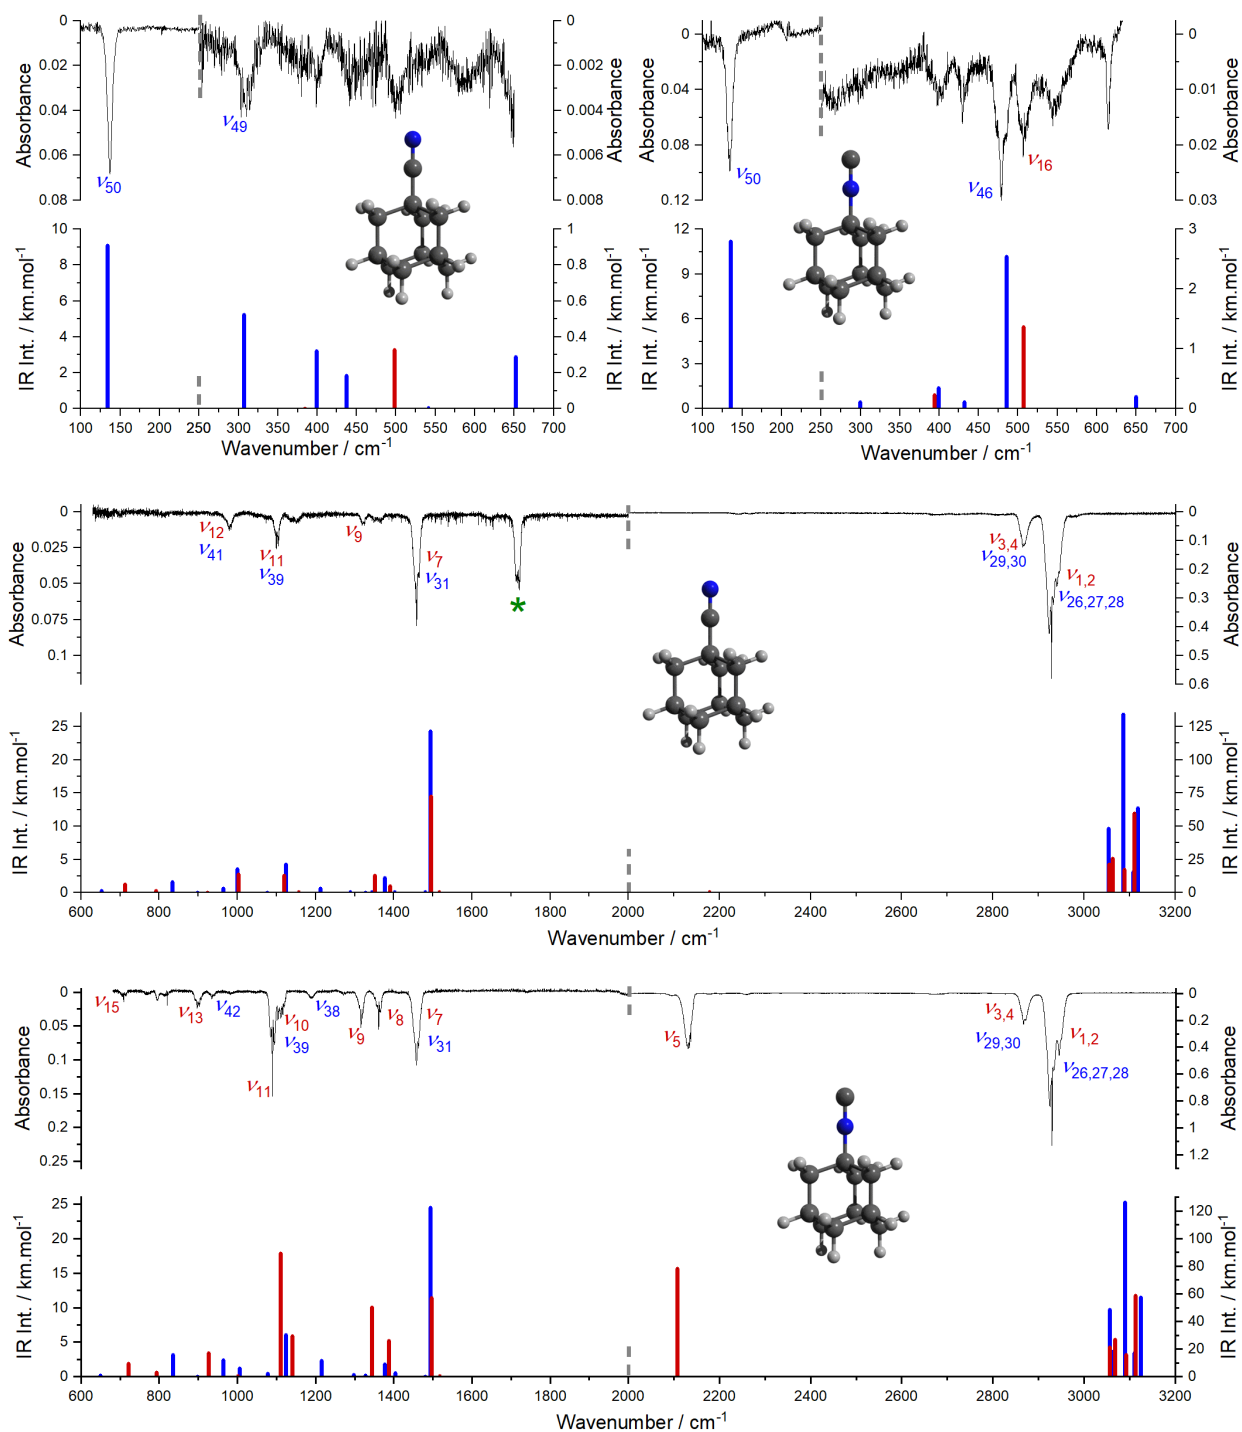 0 0 0 0
0.02 0.002 0.04 0.01
0.04 0.004 0.08 0.02
0.06 0.006 0.12 0.03
0.08 0.008
Absorbance Absorbance Absorbance Absorbance
ν50 ν49 ν50 ν46 ν16
10 1 12 3
8 0.8 9 2
6 0.6 6 1
4 0.4 3 0
2 0.2 0
0 0
IR Int. / km.mol-1 IR Int. / km.mol-1 IR Int. / km.mol-1 IR Int. / km.mol-1
100 150 200 250 300 400 500 600 700 100 150 200 250 350 450 550 650
Wavenumber / cm-1 Wavenumber / cm-1
0 0
0.025 0.1
0.05 0.2
0.075 0.3
0.1 0.4
0.5
0.6
Absorbance Absorbance
ν12 ν11 ν9 ν7 ν3,4 ν1,2
ν41 ν39 ν31 * ν29,30 ν26,27,28
25 125
20 100
15 75
10 50
5 25
0 0
IR Int. / km.mol-1 IR Int. / km.mol-1
600 800 1000 1200 1400 1600 1800 2000 2200 2400 2600 2800 3000 3200
Wavenumber / cm-1
0 0
0.05 0.2
0.1 0.4
0.15 0.6
0.2 0.8
0.25 1
1.2
Absorbance Absorbance
ν15 ν13 ν42 ν10 ν38 ν9 ν8 ν7 ν5 ν3,4 ν1,2
ν11 ν39 ν31 ν29,30 ν26,27,28
25 120
20 100
15 80
10 60
5 40
0 20
0
IR Int. / km.mol-1 IR Int. / km.mol-1
600 800 1000 1200 1400 1600 1800 2000 2200 2400 2600 2800 3000 3200
Wavenumber / cm-1